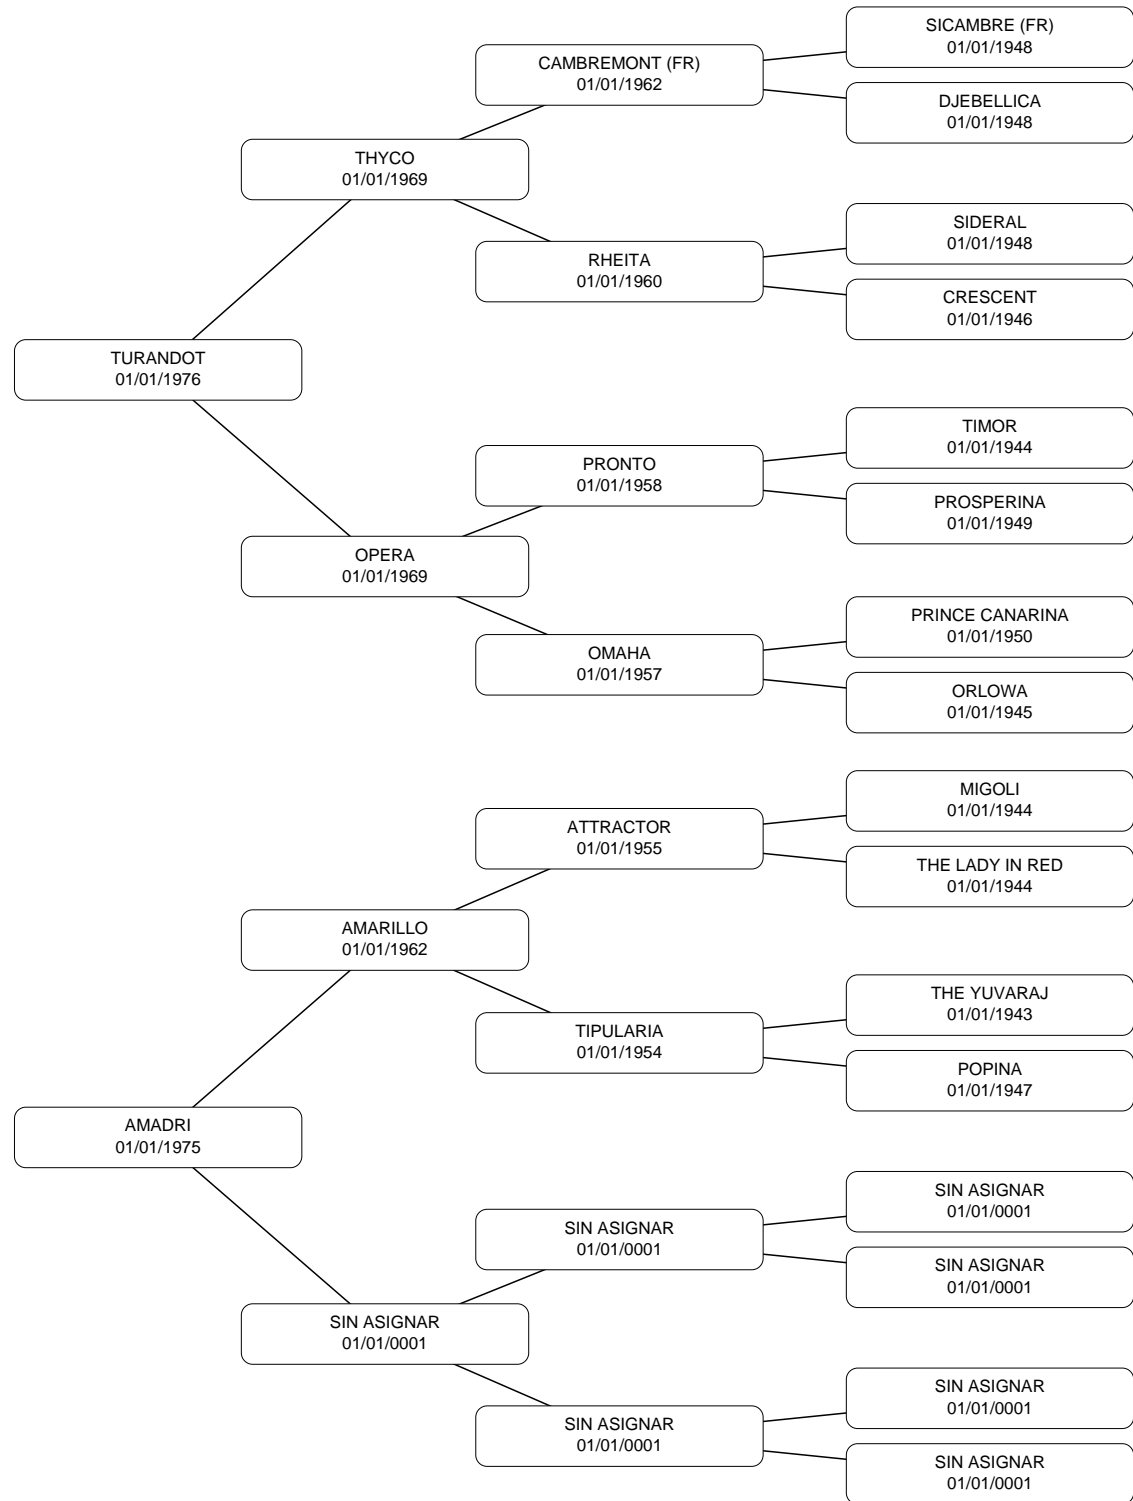 SICAMBRE (FR)
01/01/1948
CAMBREMONT (FR)
01/01/1962
DJEBELLICA
01/01/1948
THYCO
01/01/1969
SIDERAL
01/01/1948
RHEITA
01/01/1960
CRESCENT
01/01/1946
TURANDOT
01/01/1976
TIMOR
01/01/1944
PRONTO
01/01/1958
PROSPERINA
01/01/1949
OPERA
01/01/1969
PRINCE CANARINA
01/01/1950
OMAHA
01/01/1957
ORLOWA
01/01/1945
MIGOLI
01/01/1944
ATTRACTOR
01/01/1955
THE LADY IN RED
01/01/1944
AMARILLO
01/01/1962
THE YUVARAJ
01/01/1943
TIPULARIA
01/01/1954
POPINA
01/01/1947
AMADRI
01/01/1975
SIN ASIGNAR
01/01/0001
SIN ASIGNAR
01/01/0001
SIN ASIGNAR
01/01/0001
SIN ASIGNAR
01/01/0001
SIN ASIGNAR
01/01/0001
SIN ASIGNAR
01/01/0001
SIN ASIGNAR
01/01/0001